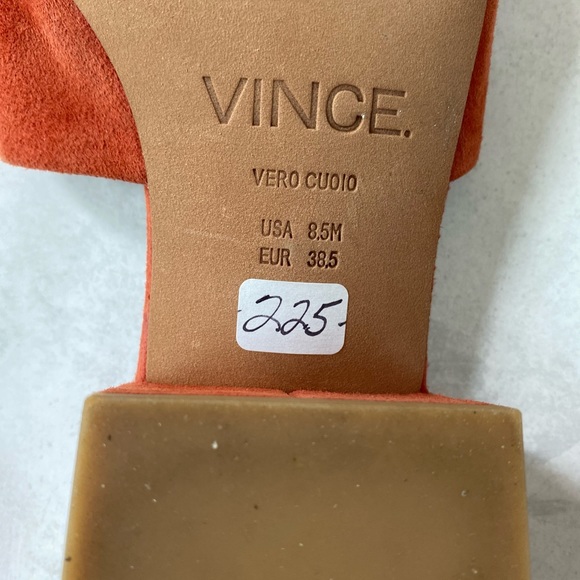 VINCE.
VERO CUOIO
USA 8.5M
EUR 38.5
-225-